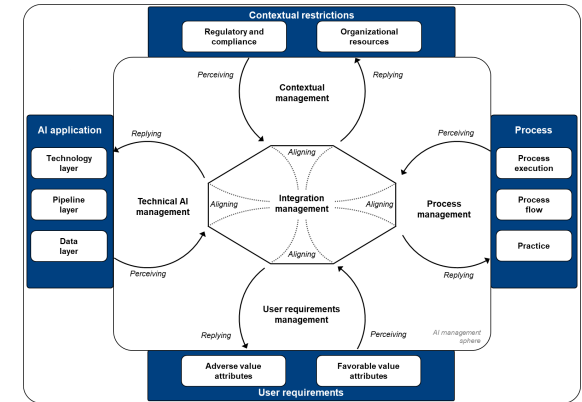 Contextual restrictions
Regulatory and
compliance
Organizational
resources
Perceiving
Contextual
management
Replying
AI application
Technology
layer
Pipeline
layer
Data
layer
Replying
Technical AI
management
Perceiving
Aligning
Aligning
Integration
management
Aligning
Aligning
Perceiving
Process
management
Replying
Process
Process
execution
Process
flow
Practice
User requirements
management
Replying
Perceiving
AI management
sphere
Adverse value
attributes
Favorable value
attributes
User requirements